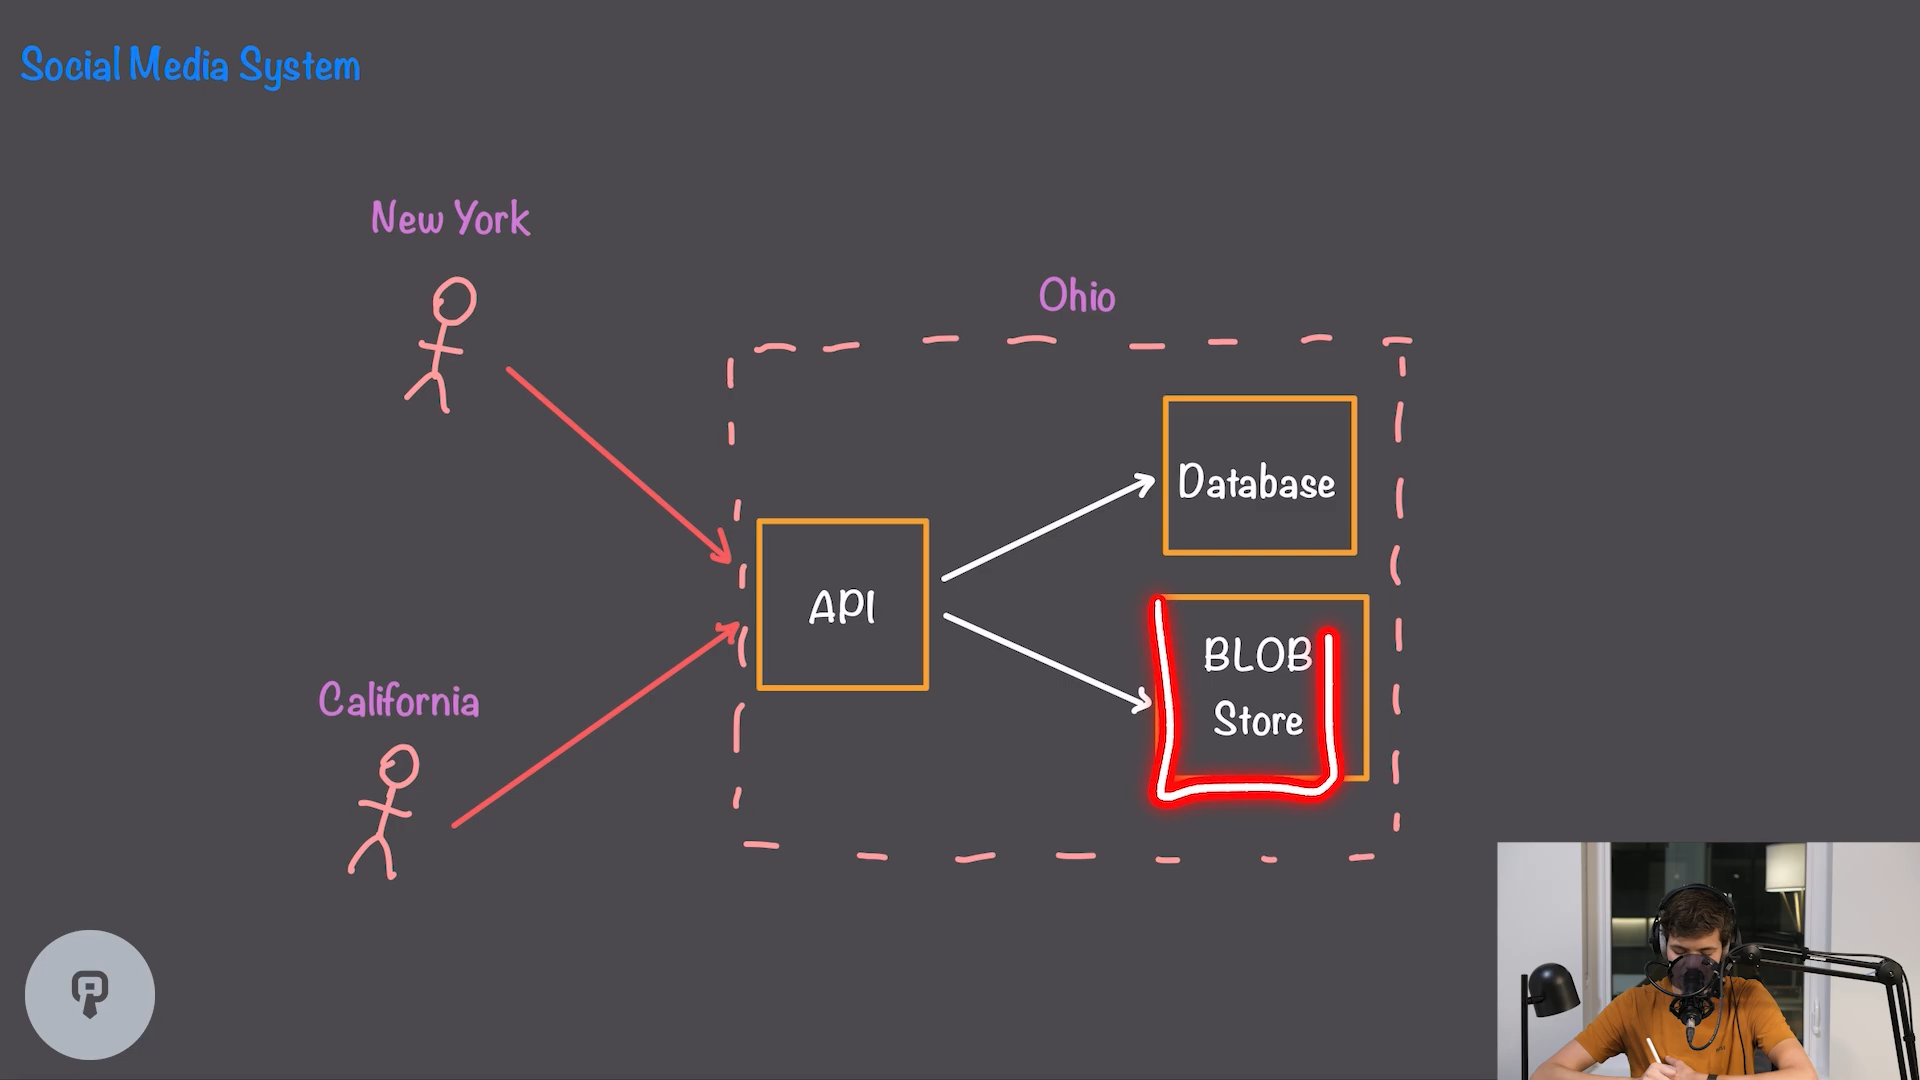 Social Media System
New York
Ohio
Database
API
BLOB
Store
California